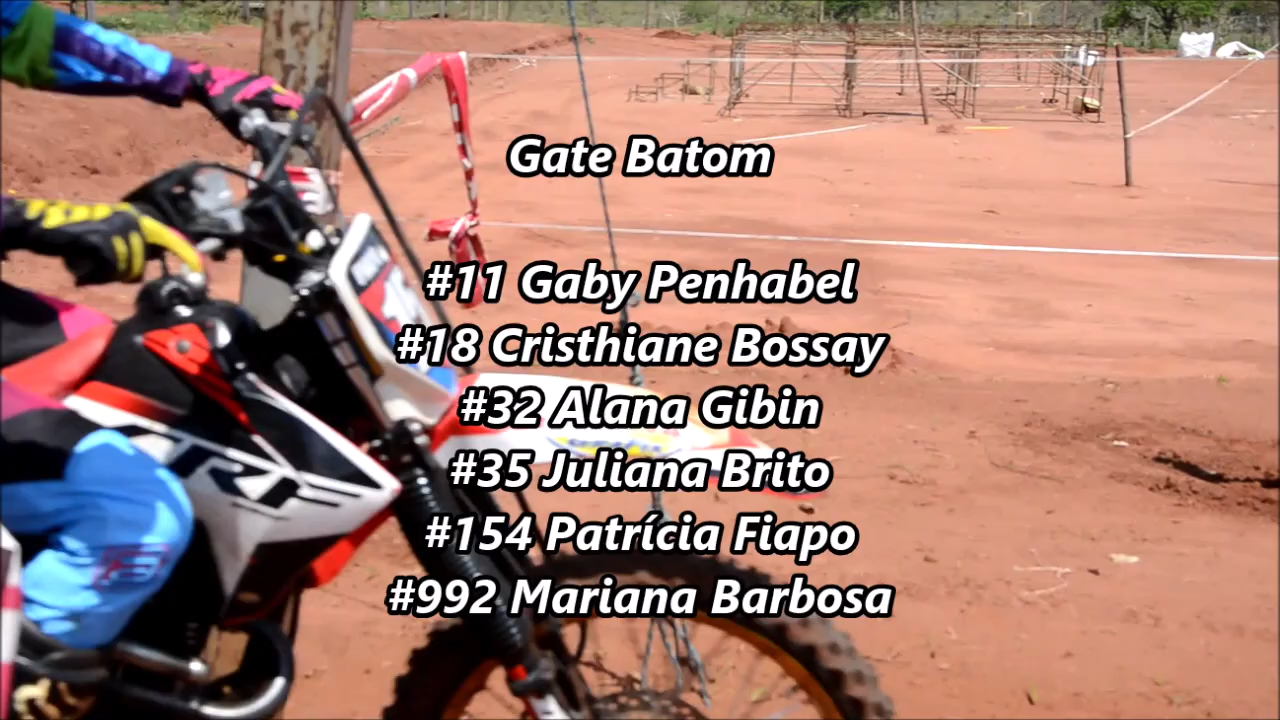 Gate Batom
#11 Gaby Penhabel
#18 Cristhiane Bossay
#32 Alana Gibin
#35 Juliana Brito
#154 Patrícia Fiapo
#992 Mariana Barbosa
CRF